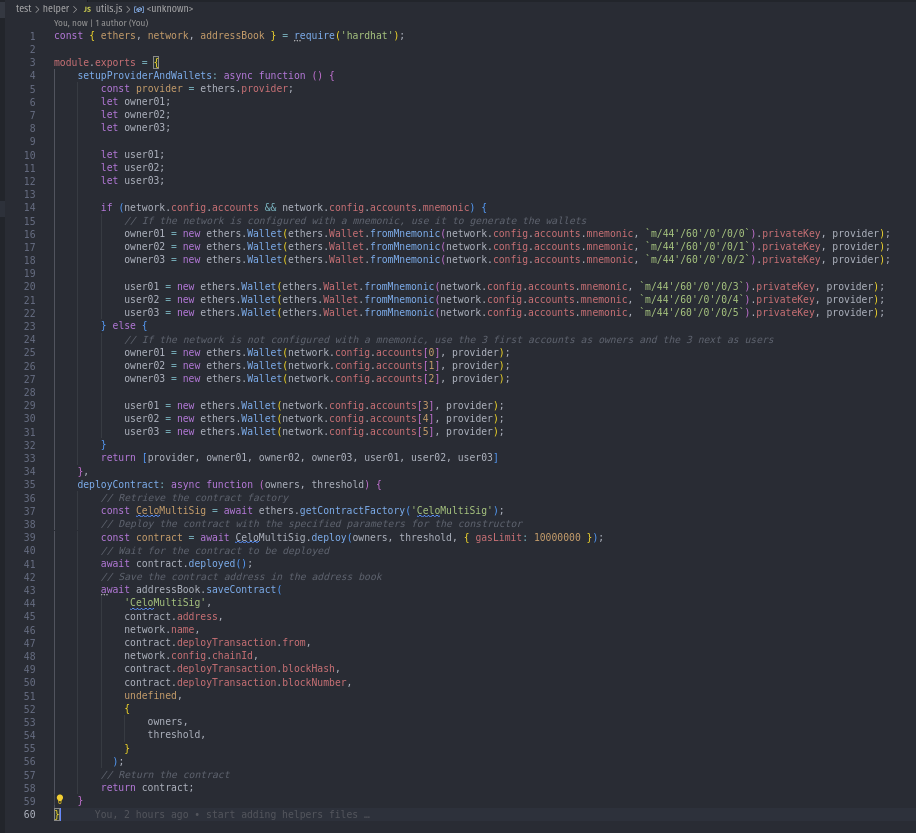 test > helper > JS utils.js > <unknown>
You, now | 1 author (You)
1 const { ethers, network, addressBook } = require('hardhat');
2
3 module.exports = {
4     setupProviderAndWallets: async function () {
5         const provider = ethers.provider;
6         let owner01;
7         let owner02;
8         let owner03;
9
10         let user01;
11         let user02;
12         let user03;
13
14         if (network.config.accounts && network.config.accounts.mnemonic) {
15             // If the network is configured with a mnemonic, use it to generate the wallets
16             owner01 = new ethers.Wallet(ethers.Wallet.fromMnemonic(network.config.accounts.mnemonic, `m/44'/60'/0'/0/0`).privateKey, provider);
17             owner02 = new ethers.Wallet(ethers.Wallet.fromMnemonic(network.config.accounts.mnemonic, `m/44'/60'/0'/0/1`).privateKey, provider);
18             owner03 = new ethers.Wallet(ethers.Wallet.fromMnemonic(network.config.accounts.mnemonic, `m/44'/60'/0'/0/2`).privateKey, provider);
19
20             user01 = new ethers.Wallet(ethers.Wallet.fromMnemonic(network.config.accounts.mnemonic, `m/44'/60'/0'/0/3`).privateKey, provider);
21             user02 = new ethers.Wallet(ethers.Wallet.fromMnemonic(network.config.accounts.mnemonic, `m/44'/60'/0'/0/4`).privateKey, provider);
22             user03 = new ethers.Wallet(ethers.Wallet.fromMnemonic(network.config.accounts.mnemonic, `m/44'/60'/0'/0/5`).privateKey, provider);
23         } else {
24             // If the network is not configured with a mnemonic, use the 3 first accounts as owners and the 3 next as users
25             owner01 = new ethers.Wallet(network.config.accounts[0], provider);
26             owner02 = new ethers.Wallet(network.config.accounts[1], provider);
27             owner03 = new ethers.Wallet(network.config.accounts[2], provider);
28
29             user01 = new ethers.Wallet(network.config.accounts[3], provider);
30             user02 = new ethers.Wallet(network.config.accounts[4], provider);
31             user03 = new ethers.Wallet(network.config.accounts[5], provider);
32         }
33         return [provider, owner01, owner02, owner03, user01, user02, user03]
34     },
35     deployContract: async function (owners, threshold) {
36         // Retrieve the contract factory
37         const CeloMultiSig = await ethers.getContractFactory('CeloMultiSig');
38         // Deploy the contract with the specified parameters for the constructor
39         const contract = await CeloMultiSig.deploy(owners, threshold, { gasLimit: 10000000 });
40         // Wait for the contract to be deployed
41         await contract.deployed();
42         // Save the contract address in the address book
43         await addressBook.saveContract(
44             'CeloMultiSig',
45             contract.address,
46             network.name,
47             contract.deployTransaction.from,
48             network.config.chainId,
49             contract.deployTransaction.blockHash,
50             contract.deployTransaction.blockNumber,
51             undefined,
52             {
53                 owners,
54                 threshold,
55             }
56           );
57         // Return the contract
58         return contract;
59     }
60 }     You, 2 hours ago • start adding helpers files …